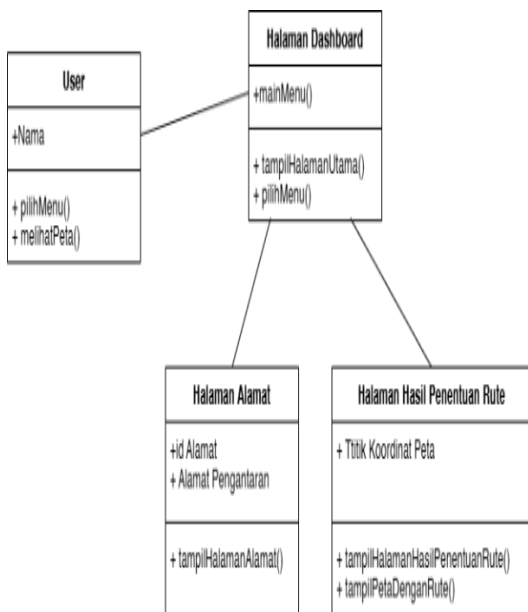 User
+Nama
+ pilihMenu()
+ melihatPeta()
Halaman Dashboard
+mainMenu()
+ tampilHalamanUtama()
+ pilihMenu()
Halaman Alamat
+id Alamat
+ Alamat Pengantaran
+ tampilHalamanAlamat()
Halaman Hasil Penentuan Rute
+ Ttitik Koordinat Peta
+ tampilHalamanHasilPenentuanRute()
+ tampilPetaDenganRute()